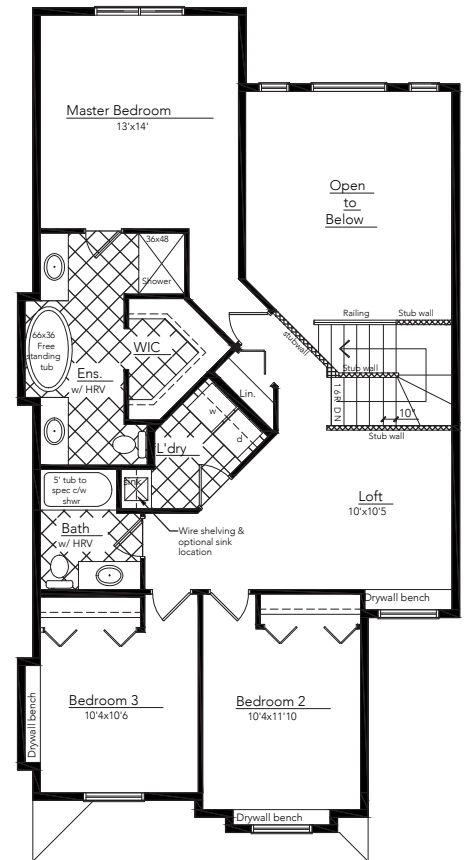 Master Bedroom
13'x14'
Open
to
Below
36x48
Shower
66x36
Free
standing
tub
WIC
Ens.
w/ HRV
Railing
Stub wall
stubwall
Stub wall
Lin.
16R DN
10"
Stub wall
w
d
L'dry
5' tub to
spec c/w
shwr
Sink
Loft
10'x10'5
Bath
w/ HRV
Wire shelving &
optional sink
location
Drywall bench
Bedroom 3
10'4x10'6
Bedroom 2
10'4x11'10
Drywall bench
Drywall bench